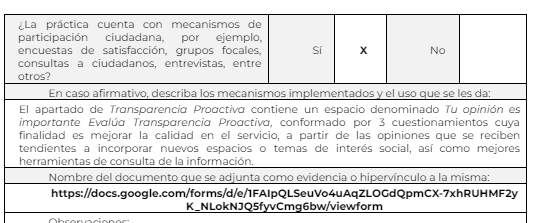 ¿La práctica cuenta con mecanismos de
participación ciudadana, por ejemplo,
encuestas de satisfacción, grupos focales,
consultas a ciudadanos, entrevistas, entre
otros?
Sí
X
No
En caso afirmativo, describa los mecanismos implementados y el uso que se les da:
El apartado de Transparencia Proactiva contiene un espacio denominado Tu opinión es
importante Evalúa Transparencia Proactiva, conformado por 3 cuestionamientos cuya
finalidad es mejorar la calidad en el servicio, a partir de las opiniones que se reciben
tendientes a incorporar nuevos espacios o temas de interés social, así como mejores
herramientas de consulta de la información.
Nombre del documento que se adjunta como evidencia o hipervínculo a la misma:
https://docs.google.com/forms/d/e/1FAIpQLSeuVo4uAqZLOGdQpmCX-7xhRUHMF2y
K_NLokNJQ5fyvCmg6bw/viewform
Observaciones: